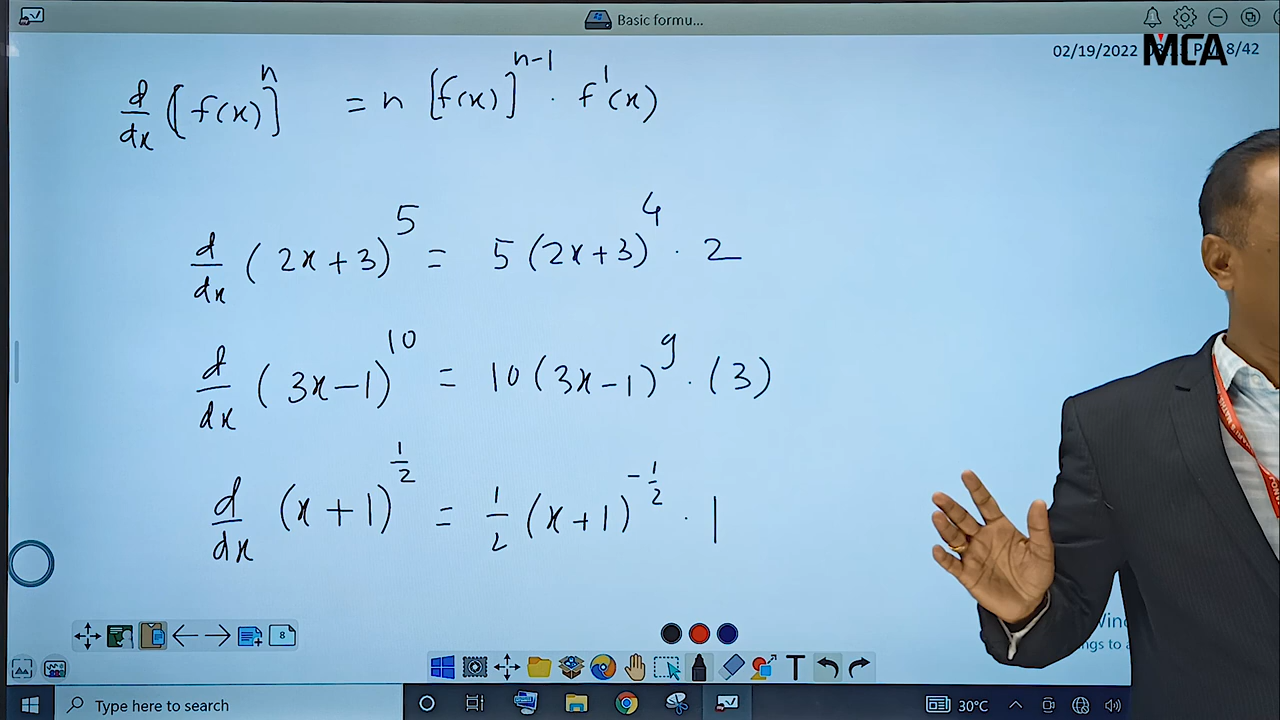 Basic formu...
02/19/2022
MCA
8/42
d/dx [f(x)]^n = n [f(x)]^(n-1) · f'(x)
d/dx (2x+3)^5 = 5(2x+3)^4 · 2
d/dx (3x-1)^10 = 10(3x-1)^9 · (3)
d/dx (x+1)^(1/2) = 1/2 (x+1)^(-1/2) · 1
8
T
Type here to search
30°C